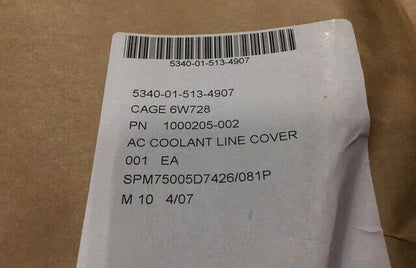 5340-01-513-4907
5340-01-513-4907
CAGE 6W728
PN 1000205-002
AC COOLANT LINE COVER
001 EA
SPM75005D7426/081P
M 10 4/07